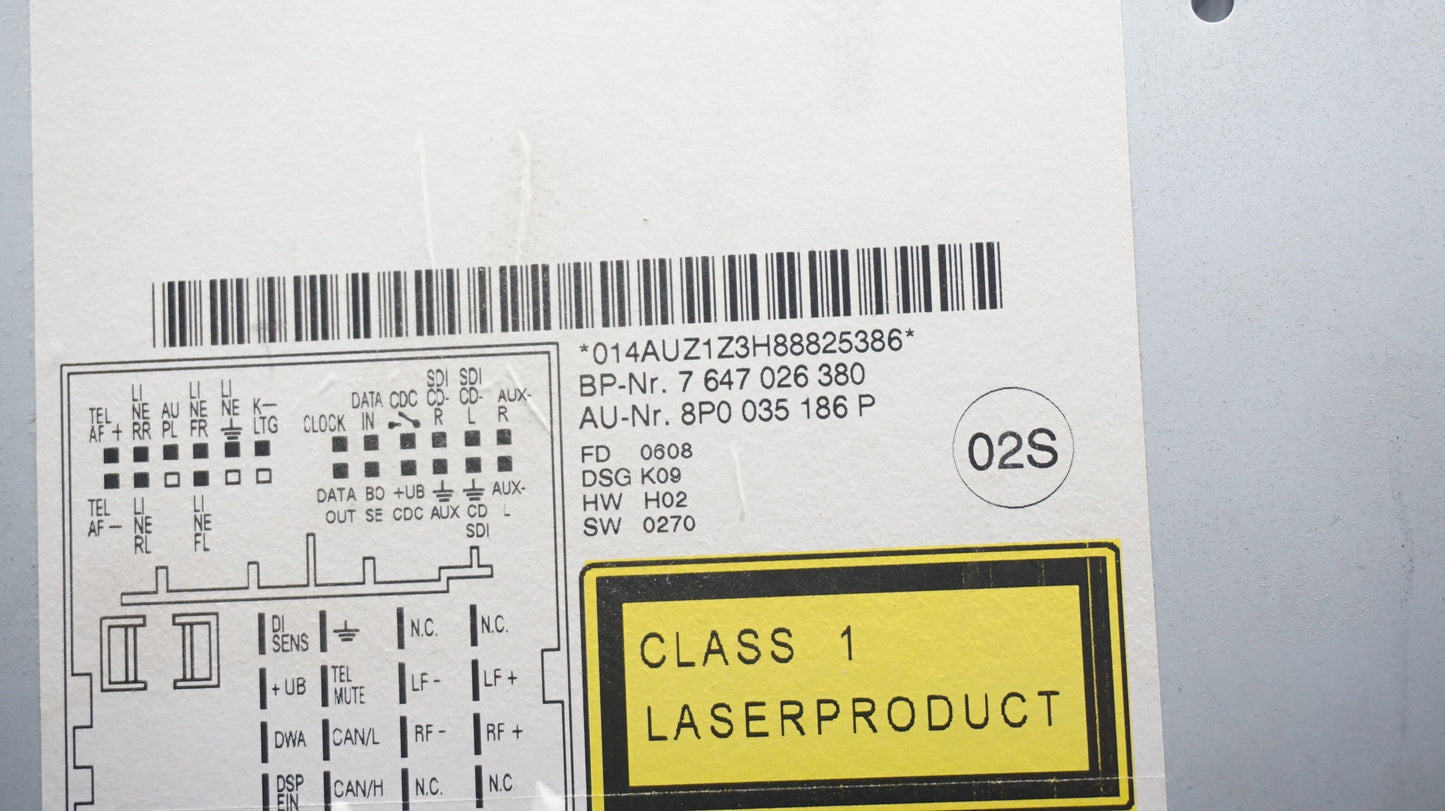 *014AUZ1Z3H88825386*
BP-Nr. 7 647 026 380
AU-Nr. 8P0 035 186 P
FD 0608
DSG K09
HW H02
SW 0270
02S
CLASS 1
LASERPRODUCT
TEL AF +
LI NE RR
AU PL
LI NE FR
LI NE
K— LTG
CLOCK
DATA IN
CDC
SDI CD- R
SDI CD- L
AUX- R
TEL AF —
LI NE RL
LI NE FL
DATA OUT
BO SE
+UB CDC
AUX
CD SDI
AUX- L
DI SENS
N.C.
N.C.
+ UB
TEL MUTE
LF -
LF +
DWA
CAN/L
RF -
RF +
DSP EIN
CAN/H
N.C.
N.C.